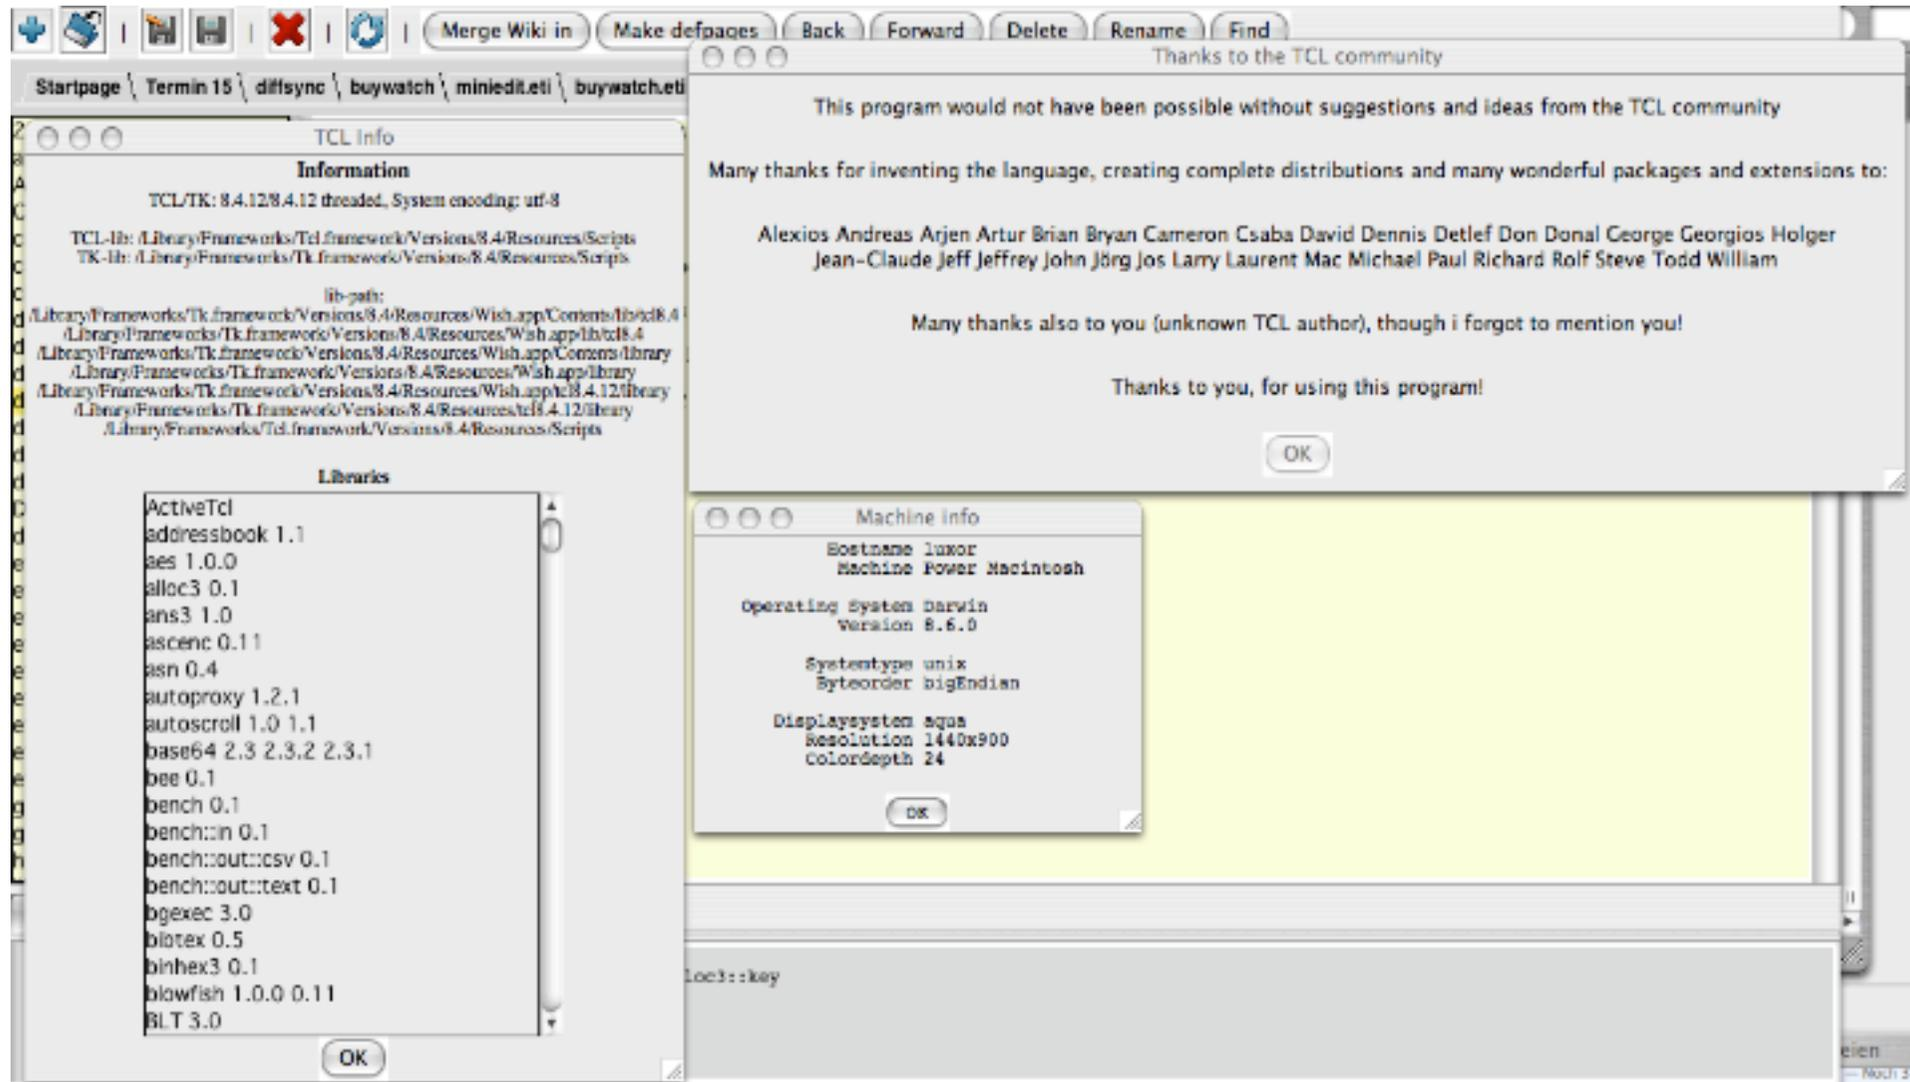 Merge Wiki in Make defpages Back Forward Delete Rename Find
Startpage Termin 15 diffsync buywatch miniedit.eti buywatch.eti
Thanks to the TCL community
This program would not have been possible without suggestions and ideas from the TCL community
Many thanks for inventing the language, creating complete distributions and many wonderful packages and extensions to:
Alexios Andreas Arjen Artur Brian Bryan Cameron Csaba David Dennis Detlef Don Donal George Georgios Holger
Jean-Claude Jeff Jeffrey John Jörg Jos Larry Laurent Mac Michael Paul Richard Rolf Steve Todd William
Many thanks also to you (unknown TCL author), though i forgot to mention you!
Thanks to you, for using this program!
OK
TCL Info
Information
TCL/TK: 8.4.12/8.4.12 threaded, System encoding: utf-8
TCL-lib: /Library/Frameworks/Tcl.framework/Versions/8.4/Resources/Scripts
TK-lib: /Library/Frameworks/Tk.framework/Versions/8.4/Resources/Scripts
lib-path:
/Library/Frameworks/Tk.framework/Versions/8.4/Resources/Wish.app/Contents/lib/tcl8.4
/Library/Frameworks/Tk.framework/Versions/8.4/Resources/Wish.app/lib/tcl8.4
/Library/Frameworks/Tk.framework/Versions/8.4/Resources/Wish.app/Contents/library
/Library/Frameworks/Tk.framework/Versions/8.4/Resources/Wish.app/library
/Library/Frameworks/Tk.framework/Versions/8.4/Resources/Wish.app/tcl8.4.12/library
/Library/Frameworks/Tk.framework/Versions/8.4/Resources/tcl8.4.12/library
/Library/Frameworks/Tcl.framework/Versions/8.4/Resources/Scripts
Libraries
ActiveTcl
addressbook 1.1
aes 1.0.0
alloc3 0.1
ans3 1.0
ascenc 0.11
asn 0.4
autoproxy 1.2.1
autoscroll 1.0 1.1
base64 2.3 2.3.2 2.3.1
bee 0.1
bench 0.1
bench::in 0.1
bench::out::csv 0.1
bench::out::text 0.1
bgexec 3.0
bibtex 0.5
binhex3 0.1
blowfish 1.0.0 0.11
BLT 3.0
OK
Machine info
Hostname luxor
Machine Power Macintosh
Operating System Darwin
Version 8.6.0
Systemtype unix
Byteorder bigEndian
Displaysystem aqua
Resolution 1440x900
Colordepth 24
OK
loc3::key
eien
Noch